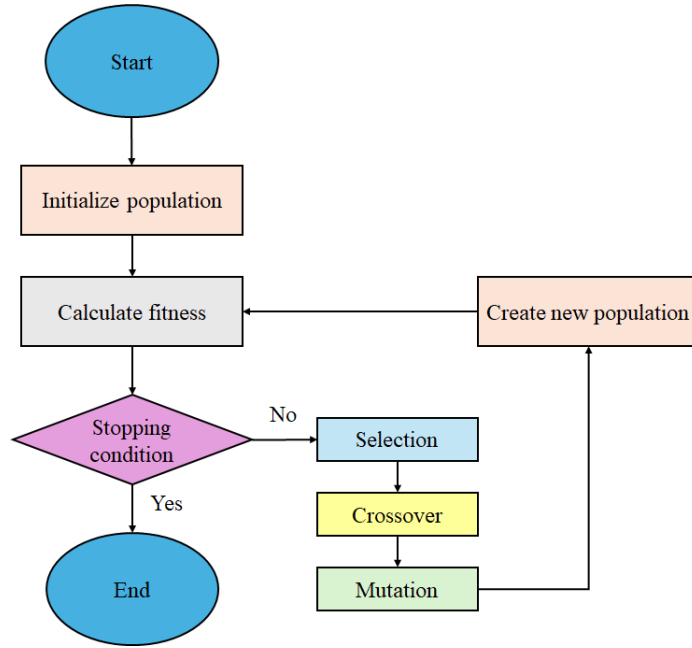 Start
Initialize population
Calculate fitness
Create new population
Stopping
condition
No
Selection
Yes
Crossover
End
Mutation